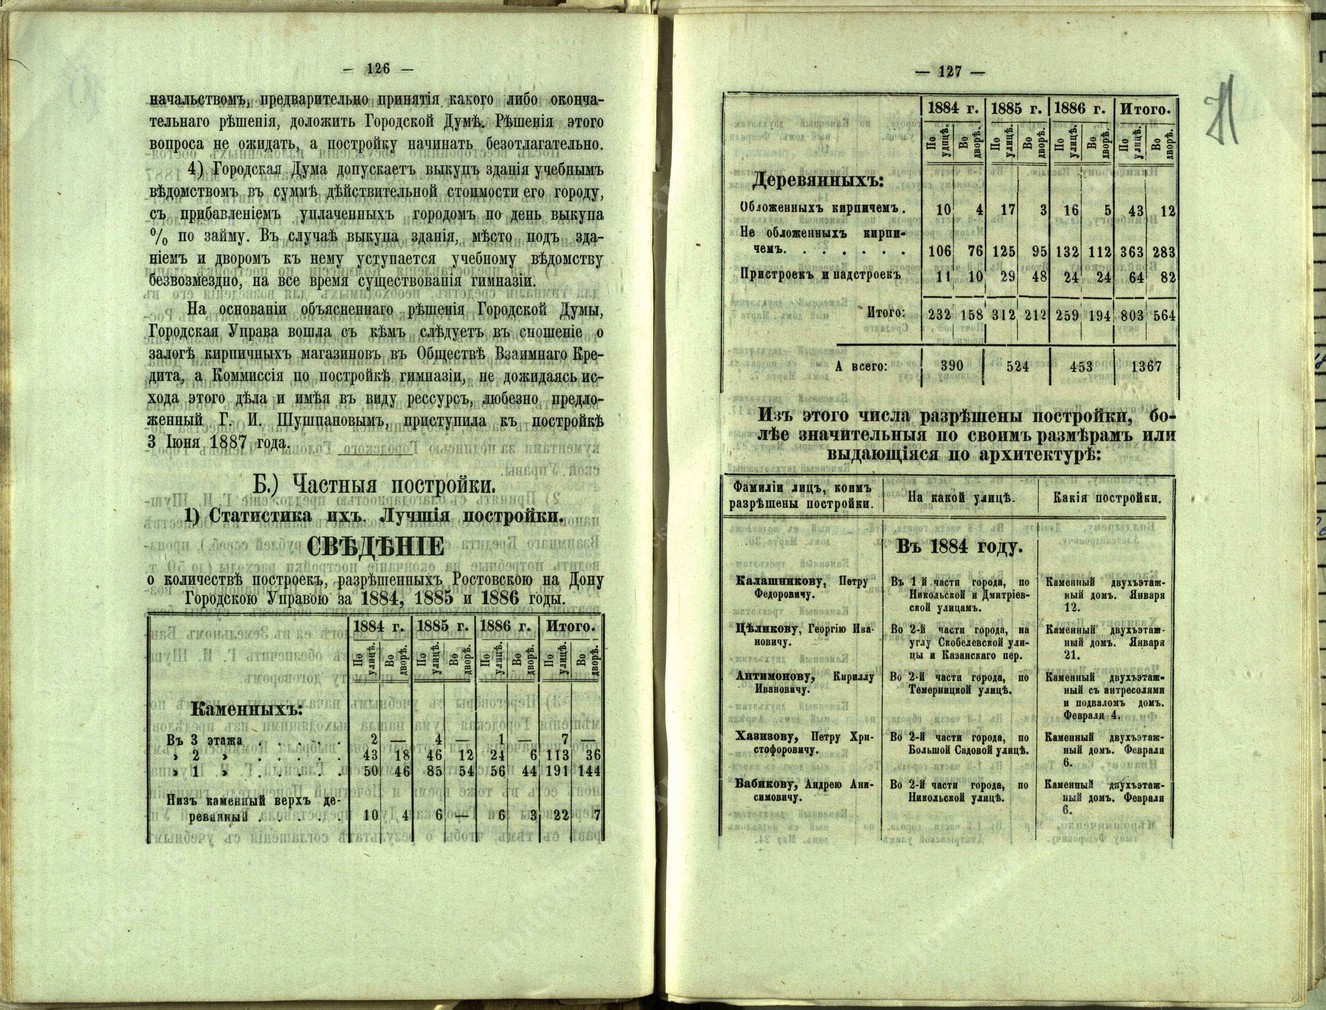 — 126 —
начальствомъ, предварительно принятія какого либо оконча-
тельнаго рѣшенія, доложить Городской Думѣ. Рѣшенія этого
вопроса не ожидать, а постройку начинать безотлагательно.
4) Городская Дума допускаетъ выкупъ зданія учебнымъ
вѣдомствомъ въ суммѣ дѣйствительной стоимости его городу,
съ прибавленіемъ уплаченныхъ городомъ по день выкупа
% по займу. Въ случаѣ выкупа зданія, мѣсто подъ зда-
ніемъ и дворомъ къ нему уступается учебному вѣдомству
безвозмездно, на все время существованія гимназіи.
На основаніи объясненнаго рѣшенія Городской Думы,
Городская Управа вошла съ кѣмъ слѣдуетъ въ сношеніе о
залогѣ кирпичныхъ магазиновъ въ Обществѣ Взаимнаго Кре-
дита, а Коммиссія по постройкѣ гимназіи, не дожидаясь ис-
хода этого дѣла и имѣя въ виду рессурсъ, любезно предло-
женный Г. И. Шушпановымъ, приступила къ постройкѣ
3 Іюня 1887 года.
Б.) Частныя постройки.
1) Статистика ихъ. Лучшія постройки.
СВѢДѢНІЕ
о количествѣ построекъ, разрѣшенныхъ Ростовскою на Дону
Городскою Управою за 1884, 1885 и 1886 годы.
1884 г. 1885 г. 1886 г. Итого.
По улицѣ. Во дворѣ. По улицѣ. Во дворѣ. По улицѣ. Во дворѣ. По улицѣ. Во дворѣ.
Каменныхъ:
Въ 3 этажа . . . . . 2 — 4 — 1 — 7 —
„ 2 „ . . . . . 43 18 46 12 24 6 113 36
„ 1 „ . . . . . 50 46 85 54 56 44 191 144
Низъ каменный верхъ де-
ревянный . . . . 10 4 6 — 6 3 22 7
— 127 —
1884 г. 1885 г. 1886 г. Итого.
По улицѣ. Во дворѣ. По улицѣ. Во дворѣ. По улицѣ. Во дворѣ. По улицѣ. Во дворѣ.
Деревянныхъ:
Обложенныхъ кирпичемъ . 10 4 17 3 16 5 43 12
Не обложенныхъ кирпи-
чемъ. . . . . . . 106 76 125 95 132 112 363 283
Пристроекъ и надстроекъ 11 10 29 48 24 24 64 82
Итого: 232 158 312 212 259 194 803 564
А всего: 390 524 453 1367
Изъ этого числа разрѣшены постройки, бо-
лѣе значительныя по своимъ размѣрамъ или
выдающіяся по архитектурѣ:
Фамиліи лицъ, коимъ
разрѣшены постройки.
На какой улицѣ.
Какія постройки.
Въ 1884 году.
Калашникову, Петру
Федоровичу.
Въ 1 й части города, по
Никольской и Дмитріев-
ской улицамъ.
Каменный двухъэтаж-
ный домъ. Января
12.
Цѣликову, Георгію Ива-
новичу.
Во 2-й части города, на
углу Скобелевской ули-
цы и Казанскаго пер.
Каменный двухъэтаж-
ный домъ. Января
21.
Антимонову, Кириллу
Ивановичу.
Во 2-й части города, по
Темерницкой улицѣ.
Каменный двухъэтаж-
ный съ антресолями
и подваломъ домъ.
Февраля 4.
Хазизову, Петру Хри-
стофоровичу.
Во 2-й части города, по
Большой Садовой улицѣ.
Каменный двухъэтаж-
ный домъ. Февраля
6.
Бабикову, Андрею Ани-
симовичу.
Во 2-й части города, по
Никольской улицѣ.
Каменный двухъэтаж-
ный домъ. Февраля
6.